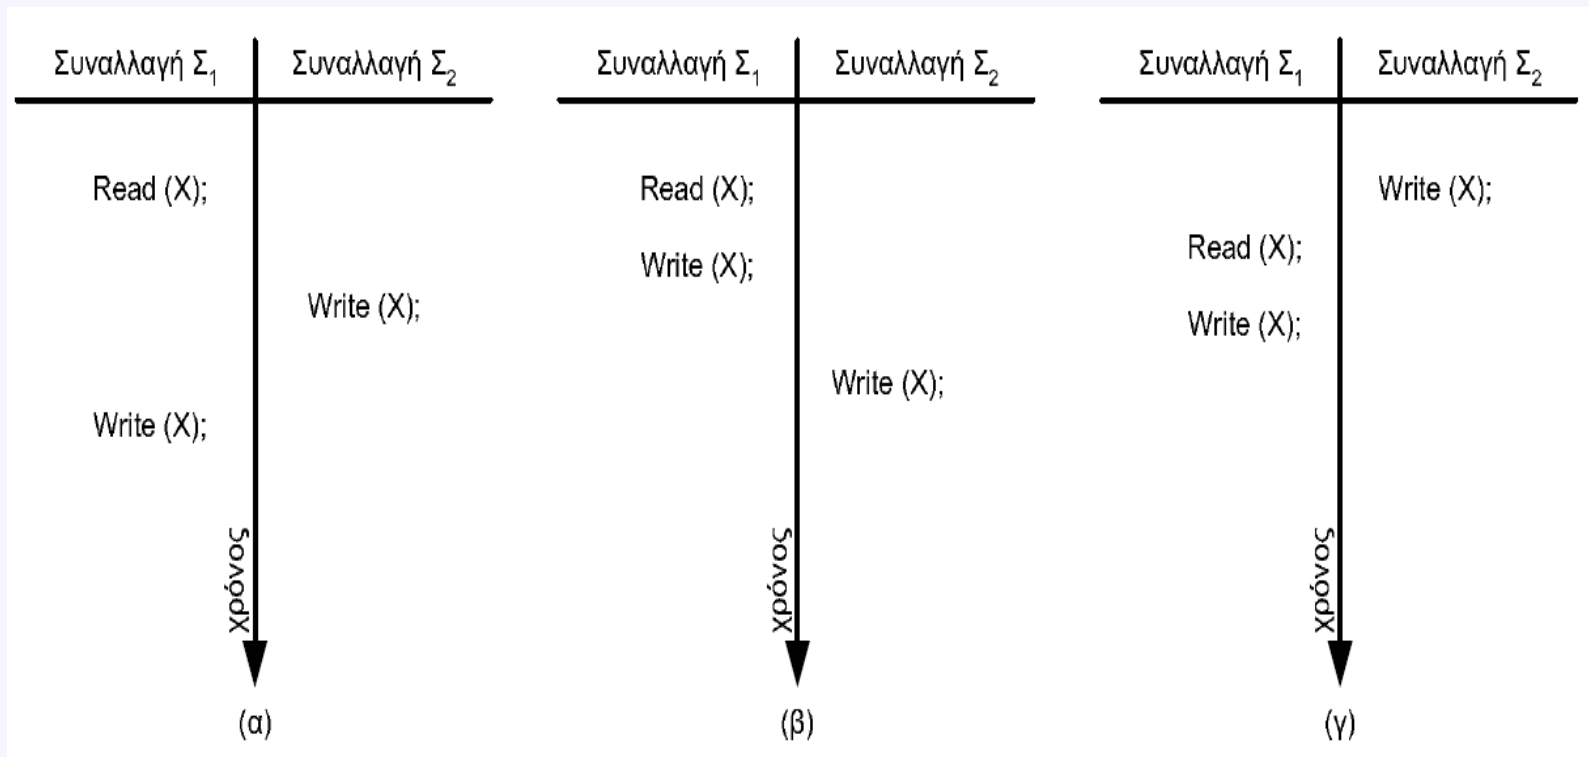 Συναλλαγή Σ1
Συναλλαγή Σ2
Read (X);
Write (X);
Write (X);
χρόνος
(α)
Συναλλαγή Σ1
Συναλλαγή Σ2
Read (X);
Write (X);
Write (X);
χρόνος
(β)
Συναλλαγή Σ1
Συναλλαγή Σ2
Write (X);
Read (X);
Write (X);
χρόνος
(γ)